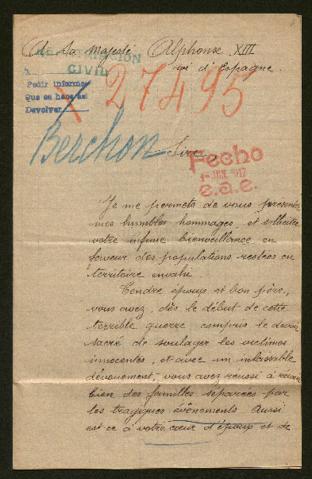 A Sa Majesté Alphonse XIII
roi d'Espagne
CIVIL
Pedir informes
Que se hace así
Devolver
27495
Berchon
Sire,
Fecho
1917
e.a.e.
Je me permets de vous présenter
mes humbles hommages, et solliciter
votre infinie bienveillance en
faveur des populations restées en
territoire envahi.
Tendre époux et bon père,
vous avez, dès le début de cette
terrible guerre compris le devoir
sacré de soulager les victimes
innocentes, et avec un inlassable
dévouement, vous avez réussi à réunir
bien des familles séparées par
les tragiques évènements. Aussi
est ce à votre cœur d'époux et de